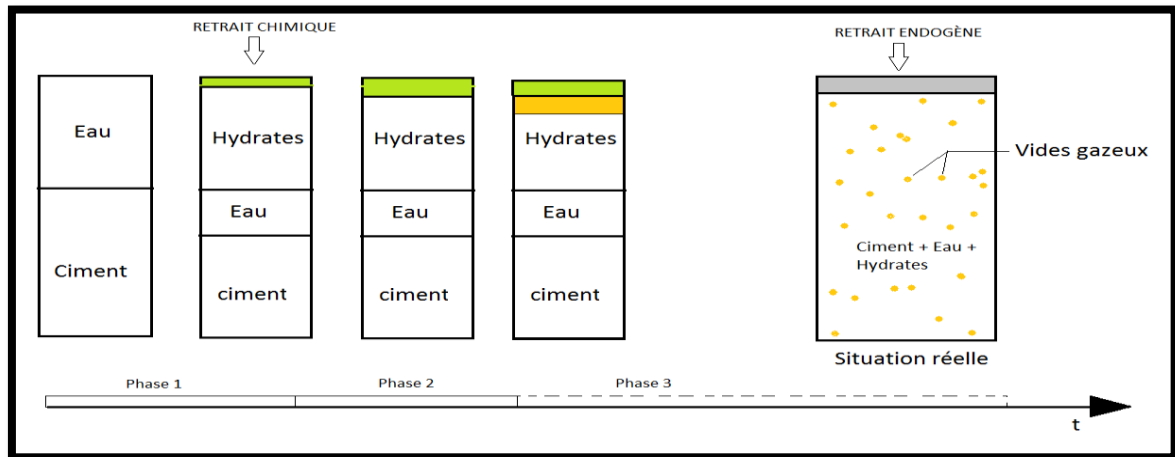 RETRAIT CHIMIQUE
RETRAIT ENDOGÈNE
Eau
Ciment
Hydrates
Eau
ciment
Hydrates
Eau
ciment
Hydrates
Eau
ciment
Vides gazeux
Ciment + Eau +
Hydrates
Situation réelle
Phase 1
Phase 2
Phase 3
t